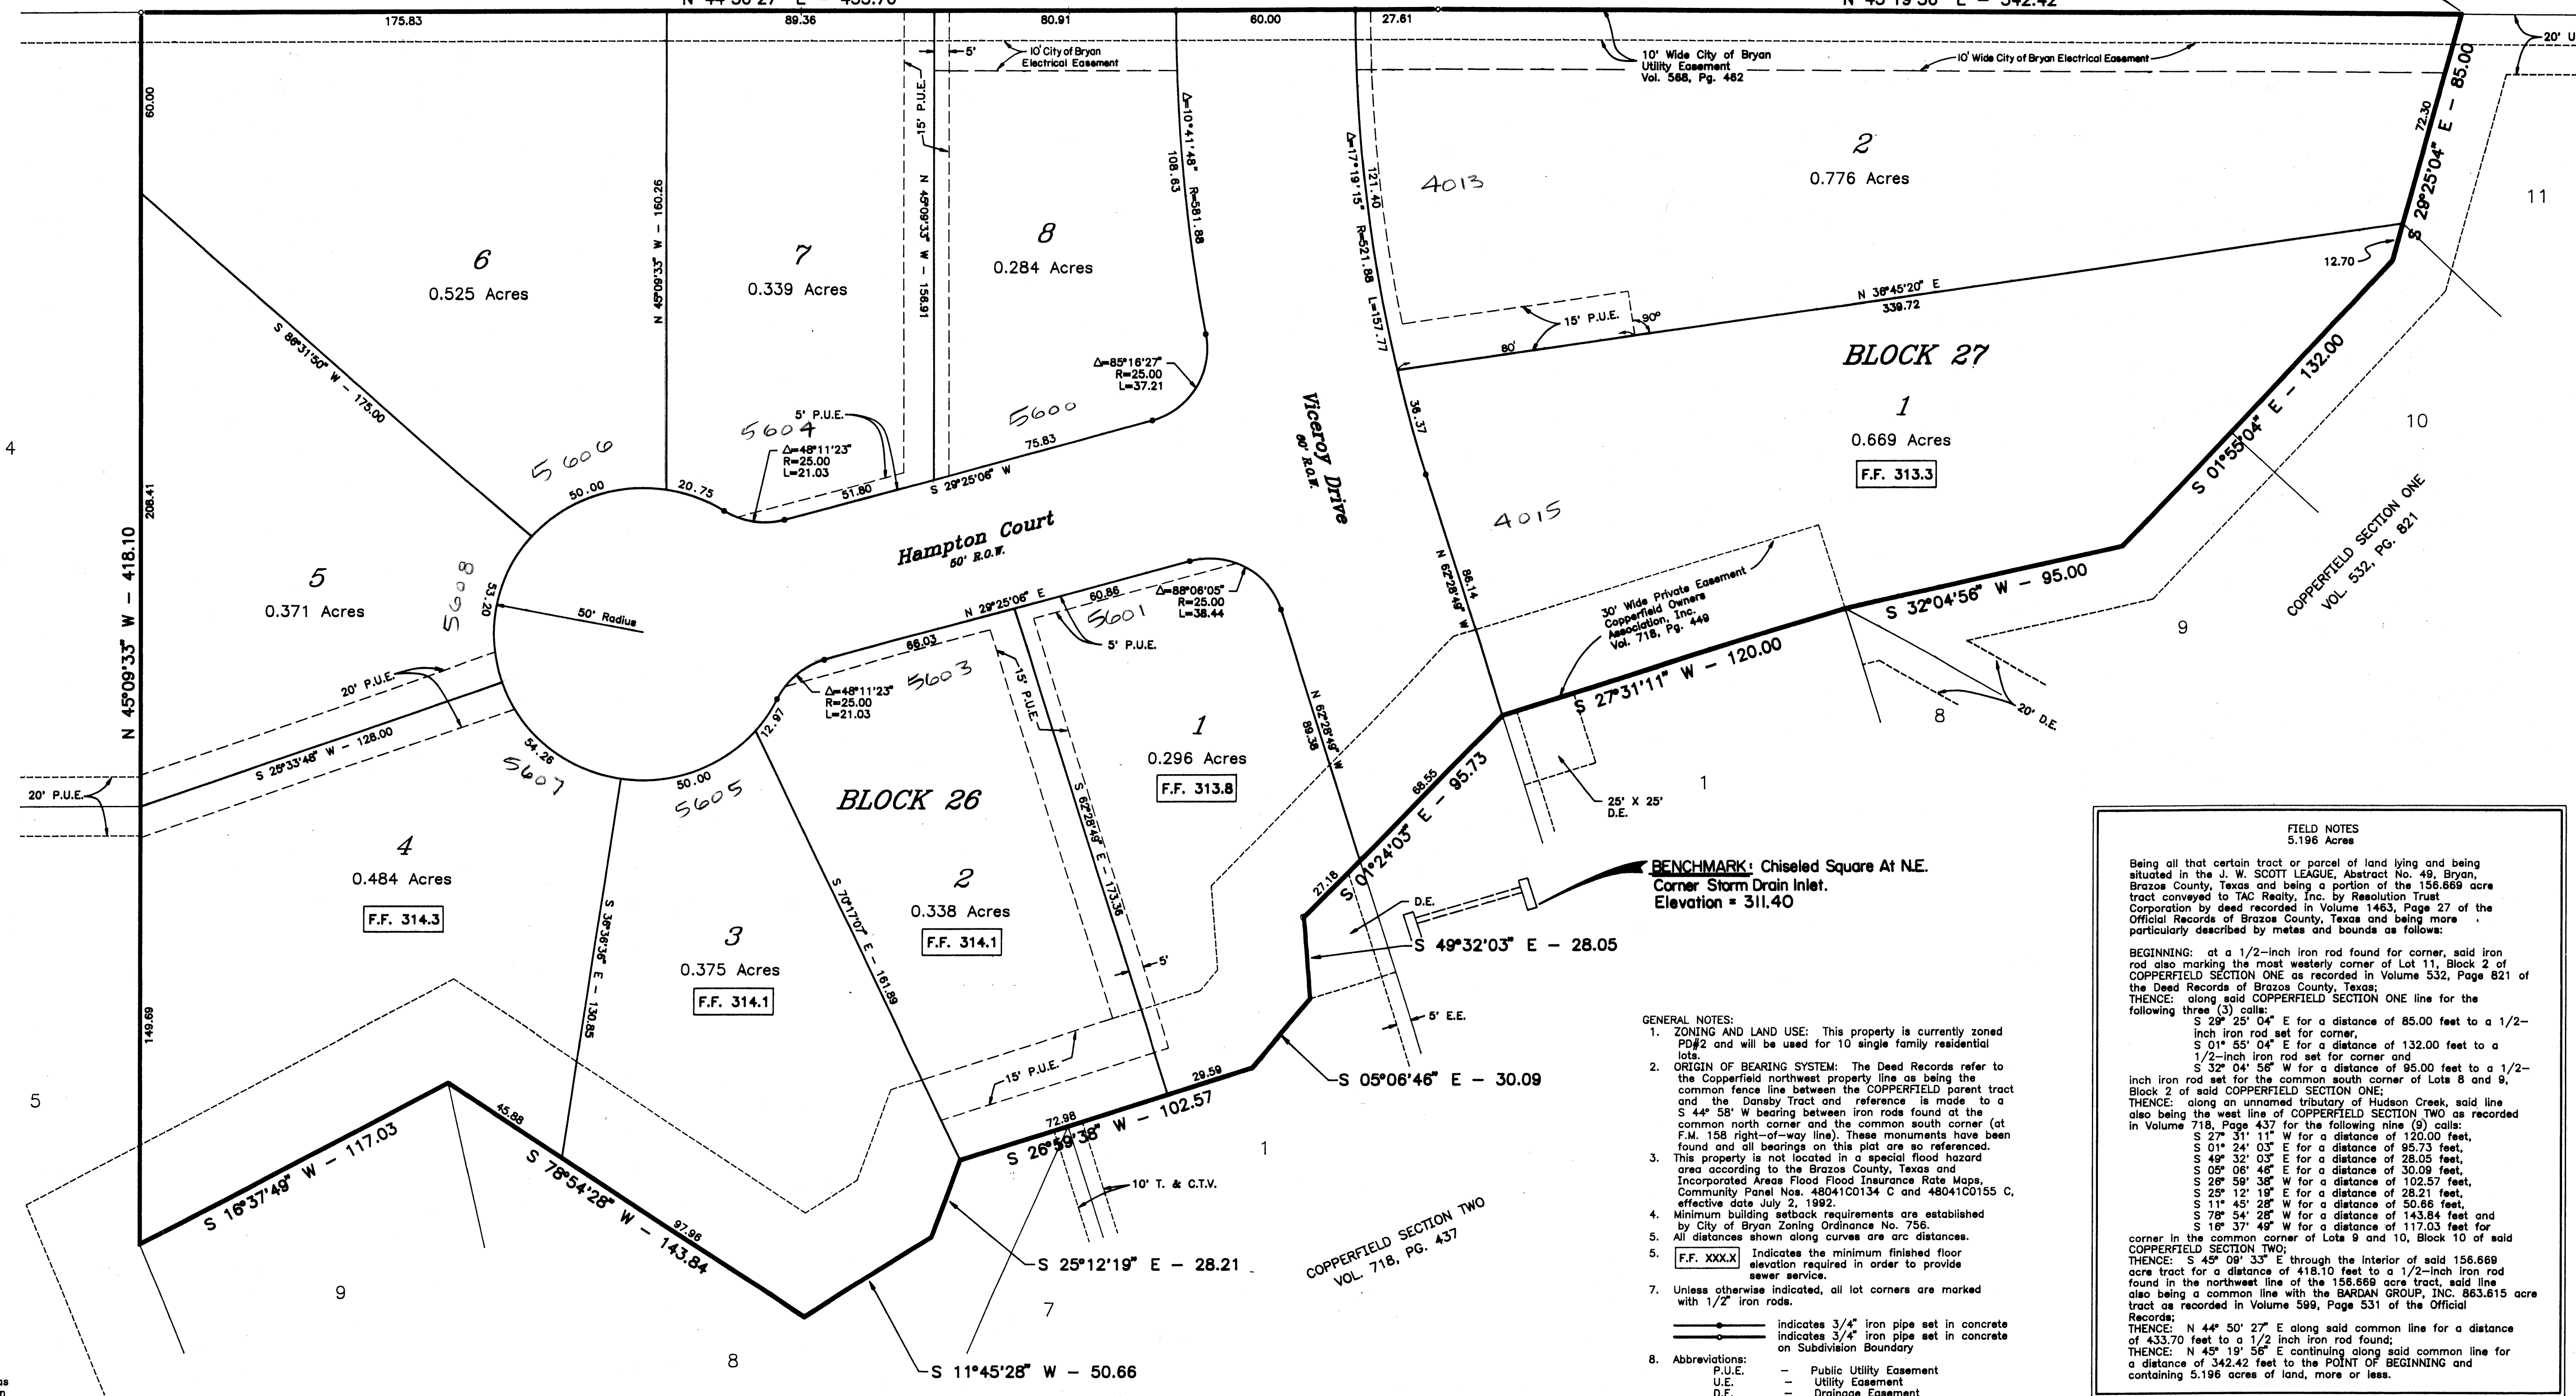 N 44°50'27" E - 433.70
N 45°19'56" E - 342.42
175.83
89.36
80.91
60.00
27.61
20' U
5'
10' City of Bryan
Electrical Easement
10' Wide City of Bryan
Utility Easement
Vol. 568, Pg. 462
10' Wide City of Bryan Electrical Easement
60.00
15' P.U.E.
Δ=10°41'48" R=581.88
108.63
Δ=17°19'15" R=521.88 L=157.77
121.40
4013
2
0.776 Acres
72.30
S 29°25'04" E - 85.00
11
12.70
6
0.525 Acres
N 45°09'33" W - 160.26
7
0.339 Acres
N 45°09'33" W - 156.91
8
0.284 Acres
N 36°45'20" E
339.72
15' P.U.E.
90°
80'
BLOCK 27
1
0.669 Acres
F.F. 313.3
S 01°55'04" E - 132.00
10
S 86°31'50" W - 175.00
Δ=85°16'27"
R=25.00
L=37.21
5600
75.83
5' P.U.E.
5604
Δ=48°11'23"
R=25.00
L=21.03
5606
50.00
20.75
51.80
S 29°25'06" W
Viceroy Drive
60' R.O.W.
36.37
4015
4
208.41
N 45°09'33" W - 418.10
Hampton Court
50' R.O.W.
5
0.371 Acres
5608
53.20
50' Radius
N 29°25'06" E
60.86
5601
Δ=88°06'05"
R=25.00
L=38.44
5' P.U.E.
86.14
N 62°28'49" W
30' Wide Private Easement
Copperfield Owners
Association, Inc.
Vol. 718, Pg. 449
S 32°04'56" W - 95.00
COPPERFIELD SECTION ONE
VOL. 532, PG. 821
9
S 27°31'11" W - 120.00
8
20' D.E.
20' P.U.E.
S 25°33'48" W - 128.00
20' P.U.E.
54.26
5607
50.00
5605
12.97
66.03
5603
Δ=48°11'23"
R=25.00
L=21.03
15' P.U.E.
1
0.296 Acres
F.F. 313.8
N 62°28'49" W
89.38
68.55
S 01°24'03" E - 95.73
27.18
25' X 25'
D.E.
1
BLOCK 26
S 62°28'49" E - 173.36
4
0.484 Acres
F.F. 314.3
S 36°36'36" E - 130.85
3
0.375 Acres
F.F. 314.1
S 70°17'07" E - 161.89
2
0.338 Acres
F.F. 314.1
5'
D.E.
BENCHMARK: Chiseled Square At N.E.
Corner Storm Drain Inlet.
Elevation = 311.40
S 49°32'03" E - 28.05
5' E.E.
S 05°06'46" E - 30.09
149.69
5
15' P.U.E.
29.59
72.98
S 26°59'38" W - 102.57
10' T. & C.T.V.
1
S 16°37'49" W - 117.03
45.88
S 78°54'28" W - 143.84
97.96
S 25°12'19" E - 28.21
S 11°45'28" W - 50.66
9
8
7
COPPERFIELD SECTION TWO
VOL. 718, PG. 437
as
n
GENERAL NOTES:
1. ZONING AND LAND USE: This property is currently zoned
PD#2 and will be used for 10 single family residential
lots.
2. ORIGIN OF BEARING SYSTEM: The Deed Records refer to
the Copperfield northwest property line as being the
common fence line between the COPPERFIELD parent tract
and the Dansby Tract and reference is made to a
S 44° 58' W bearing between iron rods found at the
common north corner and the common south corner (at
F.M. 158 right-of-way line). These monuments have been
found and all bearings on this plat are so referenced.
3. This property is not located in a special flood hazard
area according to the Brazos County, Texas and
Incorporated Areas Flood Flood Insurance Rate Maps,
Community Panel Nos. 48041C0134 C and 48041C0155 C,
effective date July 2, 1992.
4. Minimum building setback requirements are established
by City of Bryan Zoning Ordinance No. 756.
5. All distances shown along curves are arc distances.
5. F.F. XXX.X Indicates the minimum finished floor
elevation required in order to provide
sewer service.
7. Unless otherwise indicated, all lot corners are marked
with 1/2" iron rods.
indicates 3/4" iron pipe set in concrete
indicates 3/4" iron pipe set in concrete
on Subdivision Boundary
8. Abbreviations:
P.U.E. - Public Utility Easement
U.E. - Utility Easement
D.E. - Drainage Easement
FIELD NOTES
5.196 Acres
Being all that certain tract or parcel of land lying and being
situated in the J. W. SCOTT LEAGUE, Abstract No. 49, Bryan,
Brazos County, Texas and being a portion of the 156.669 acre
tract conveyed to TAC Realty, Inc. by Resolution Trust
Corporation by deed recorded in Volume 1463, Page 27 of the
Official Records of Brazos County, Texas and being more
particularly described by metes and bounds as follows:
BEGINNING: at a 1/2-inch iron rod found for corner, said iron
rod also marking the most westerly corner of Lot 11, Block 2 of
COPPERFIELD SECTION ONE as recorded in Volume 532, Page 821 of
the Deed Records of Brazos County, Texas;
THENCE: along said COPPERFIELD SECTION ONE line for the
following three (3) calls:
S 29° 25' 04" E for a distance of 85.00 feet to a 1/2-
inch iron rod set for corner,
S 01° 55' 04" E for a distance of 132.00 feet to a
1/2-inch iron rod set for corner and
S 32° 04' 56" W for a distance of 95.00 feet to a 1/2-
inch iron rod set for the common south corner of Lots 8 and 9,
Block 2 of said COPPERFIELD SECTION ONE;
THENCE: along an unnamed tributary of Hudson Creek, said line
also being the west line of COPPERFIELD SECTION TWO as recorded
in Volume 718, Page 437 for the following nine (9) calls:
S 27° 31' 11" W for a distance of 120.00 feet,
S 01° 24' 03" E for a distance of 95.73 feet,
S 49° 32' 03" E for a distance of 28.05 feet,
S 05° 06' 46" E for a distance of 30.09 feet,
S 26° 59' 38" W for a distance of 102.57 feet,
S 25° 12' 19" E for a distance of 28.21 feet,
S 11° 45' 28" W for a distance of 50.66 feet,
S 78° 54' 28" W for a distance of 143.84 feet and
S 16° 37' 49" W for a distance of 117.03 feet for
corner in the common corner of Lots 9 and 10, Block 10 of said
COPPERFIELD SECTION TWO;
THENCE: S 45° 09' 33" E through the interior of said 156.669
acre tract for a distance of 418.10 feet to a 1/2-inch iron rod
found in the northwest line of the 156.669 acre tract, said line
also being a common line with the BARDAN GROUP, INC. 863.615 acre
tract as recorded in Volume 599, Page 531 of the Official
Records;
THENCE: N 44° 50' 27" E along said common line for a distance
of 433.70 feet to a 1/2 inch iron rod found;
THENCE: N 45° 19' 56" E continuing along said common line for
a distance of 342.42 feet to the POINT OF BEGINNING and
containing 5.196 acres of land, more or less.